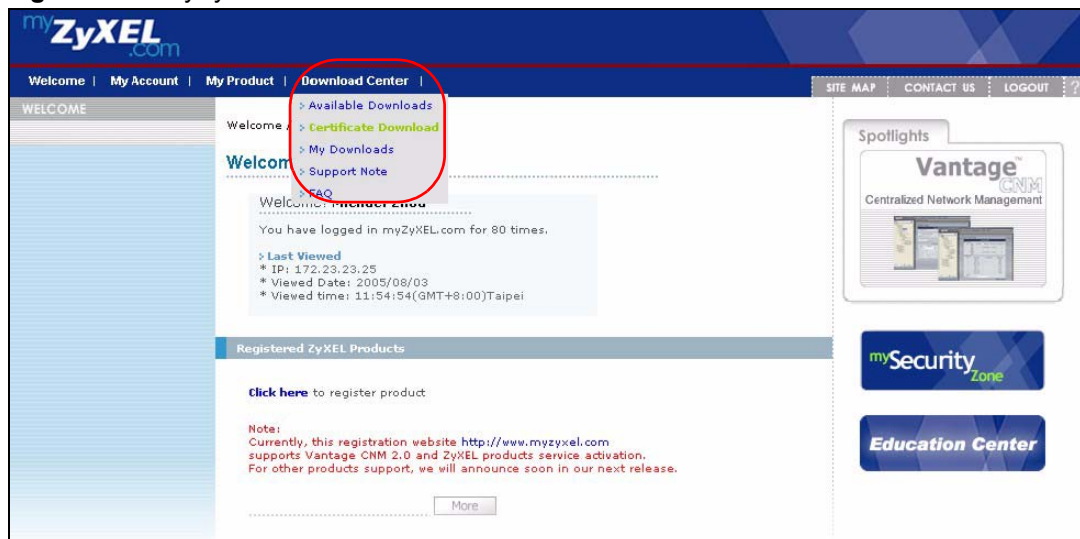 myZyXEL.com
Welcome | My Account | My Product | Download Center |
SITE MAP CONTACT US LOGOUT ?
WELCOME
> Available Downloads
> Certificate Download
> My Downloads
> Support Note
> FAQ
Welcome /
Welcom
Welcome!
You have logged in myZyXEL.com for 80 times.
> Last Viewed
* IP: 172.23.23.25
* Viewed Date: 2005/08/03
* Viewed time: 11:54:54(GMT+8:00)Taipei
Registered ZyXEL Products
Click here to register product
Note:
Currently, this registration website http://www.myzyxel.com
supports Vantage CNM 2.0 and ZyXEL products service activation.
For other products support, we will announce soon in our next release.
More
Spotlights
Vantage™
CNM
Centralized Network Management
mySecurity
Zone
Education Center